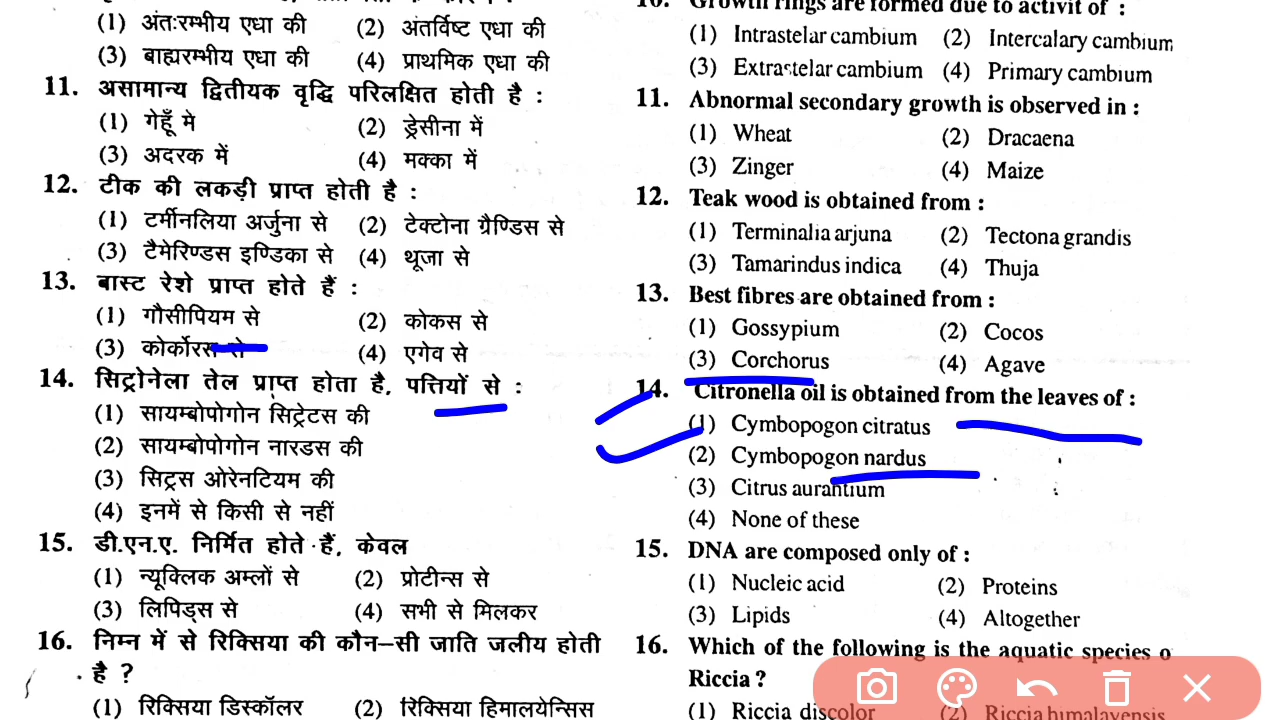 (1) अंतःरम्भीय एधा की (2) अंतर्विष्ट एधा की
(3) बाह्यरम्भीय एधा की (4) प्राथमिक एधा की
11. असामान्य द्वितीयक वृद्धि परिलक्षित होती है :
(1) गेहूँ मे (2) ड्रेसीना में
(3) अदरक में (4) मक्का में
12. टीक की लकड़ी प्राप्त होती है :
(1) टर्मीनलिया अर्जुना से (2) टेक्टोना ग्रैण्डिस से
(3) टैमेरिण्डस इण्डिका से (4) थूजा से
13. बास्ट रेशे प्राप्त होते हैं :
(1) गौसीपियम से (2) कोकस से
(3) कोर्कोरस से (4) एगेव से
14. सिट्रोनेला तेल प्राप्त होता है, पत्तियों से :
(1) सायम्बोपोगोन सिट्रेटस की
(2) सायम्बोपोगोन नारडस की
(3) सिट्रस ओरेनटियम की
(4) इनमें से किसी से नहीं
15. डी.एन.ए. निर्मित होते हैं, केवल
(1) न्यूक्लिक अम्लों से (2) प्रोटीन्स से
(3) लिपिड्स से (4) सभी से मिलकर
16. निम्न में से रिक्सिया की कौन-सी जाति जलीय होती
है ?
(1) रिक्सिया डिस्कॉलर (2) रिक्सिया हिमालयेन्सिस
10. Growth rings are formed due to activit of :
(1) Intrastelar cambium (2) Intercalary cambium
(3) Extrastelar cambium (4) Primary cambium
11. Abnormal secondary growth is observed in :
(1) Wheat (2) Dracaena
(3) Zinger (4) Maize
12. Teak wood is obtained from :
(1) Terminalia arjuna (2) Tectona grandis
(3) Tamarindus indica (4) Thuja
13. Best fibres are obtained from :
(1) Gossypium (2) Cocos
(3) Corchorus (4) Agave
14. Citronella oil is obtained from the leaves of :
(1) Cymbopogon citratus
(2) Cymbopogon nardus
(3) Citrus aurantium
(4) None of these
15. DNA are composed only of :
(1) Nucleic acid (2) Proteins
(3) Lipids (4) Altogether
16. Which of the following is the aquatic species o
Riccia ?
(1) Riccia discolor (2) Riccia himalayensis